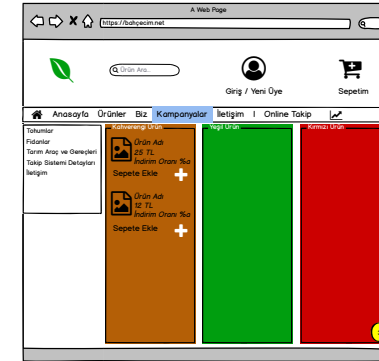 A Web Page
https://bahçecim.net
Ürün Ara..
Giriş / Yeni Üye
Sepetim
Anasayfa Ürünler Biz Kampanyalar İletişim I Online Takip
Tohumlar
Fidanlar
Tarım Araç ve Gereçleri
Takip Sistemi Detayları
İletişim
Kahverengi Ürün
Ürün Adı
25 TL
İndirim Oranı %a
Sepete Ekle
Ürün Adı
12 TL
İndirim Oranı %a
Sepete Ekle
Yeşil Ürün
Kırmızı Ürün